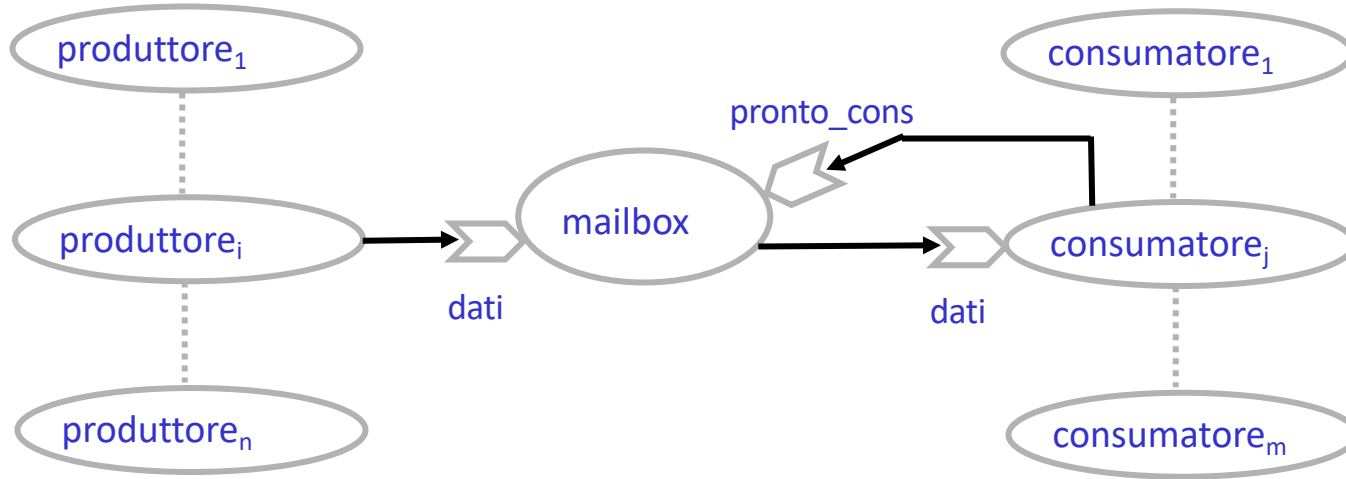 produttore₁
consumatore₁
pronto_cons
mailbox
produttoreᵢ
consumatoreⱼ
dati
dati
produttoreₙ
consumatoreₘ